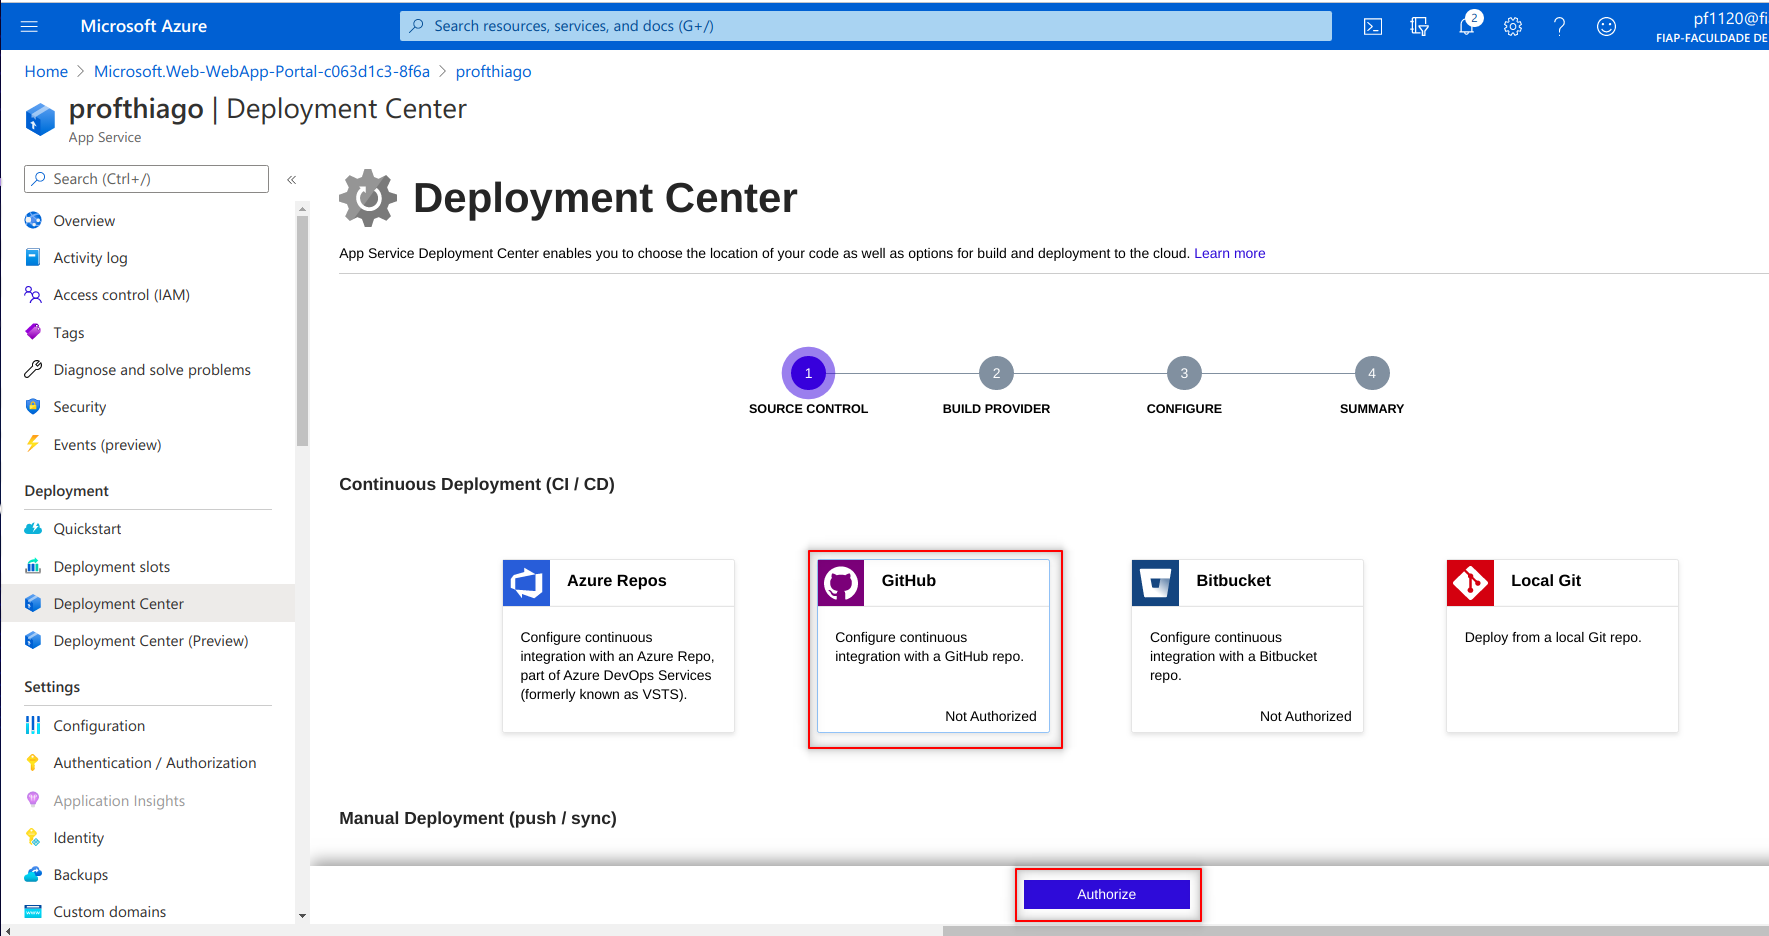 Microsoft Azure
Search resources, services, and docs (G+/)
2
pf1120@fi
FIAP-FACULDADE DE
Home > Microsoft.Web-WebApp-Portal-c063d1c3-8f6a > profthiago
profthiago | Deployment Center
App Service
Search (Ctrl+/)
«
Overview
Activity log
Access control (IAM)
Tags
Diagnose and solve problems
Security
Events (preview)
Deployment
Quickstart
Deployment slots
Deployment Center
Deployment Center (Preview)
Settings
Configuration
Authentication / Authorization
Application Insights
Identity
Backups
Custom domains
Deployment Center
App Service Deployment Center enables you to choose the location of your code as well as options for build and deployment to the cloud. Learn more
1
SOURCE CONTROL
2
BUILD PROVIDER
3
CONFIGURE
4
SUMMARY
Continuous Deployment (CI / CD)
Azure Repos
Configure continuous
integration with an Azure Repo,
part of Azure DevOps Services
(formerly known as VSTS).
GitHub
Configure continuous
integration with a GitHub repo.
Not Authorized
Bitbucket
Configure continuous
integration with a Bitbucket
repo.
Not Authorized
Local Git
Deploy from a local Git repo.
Manual Deployment (push / sync)
Authorize